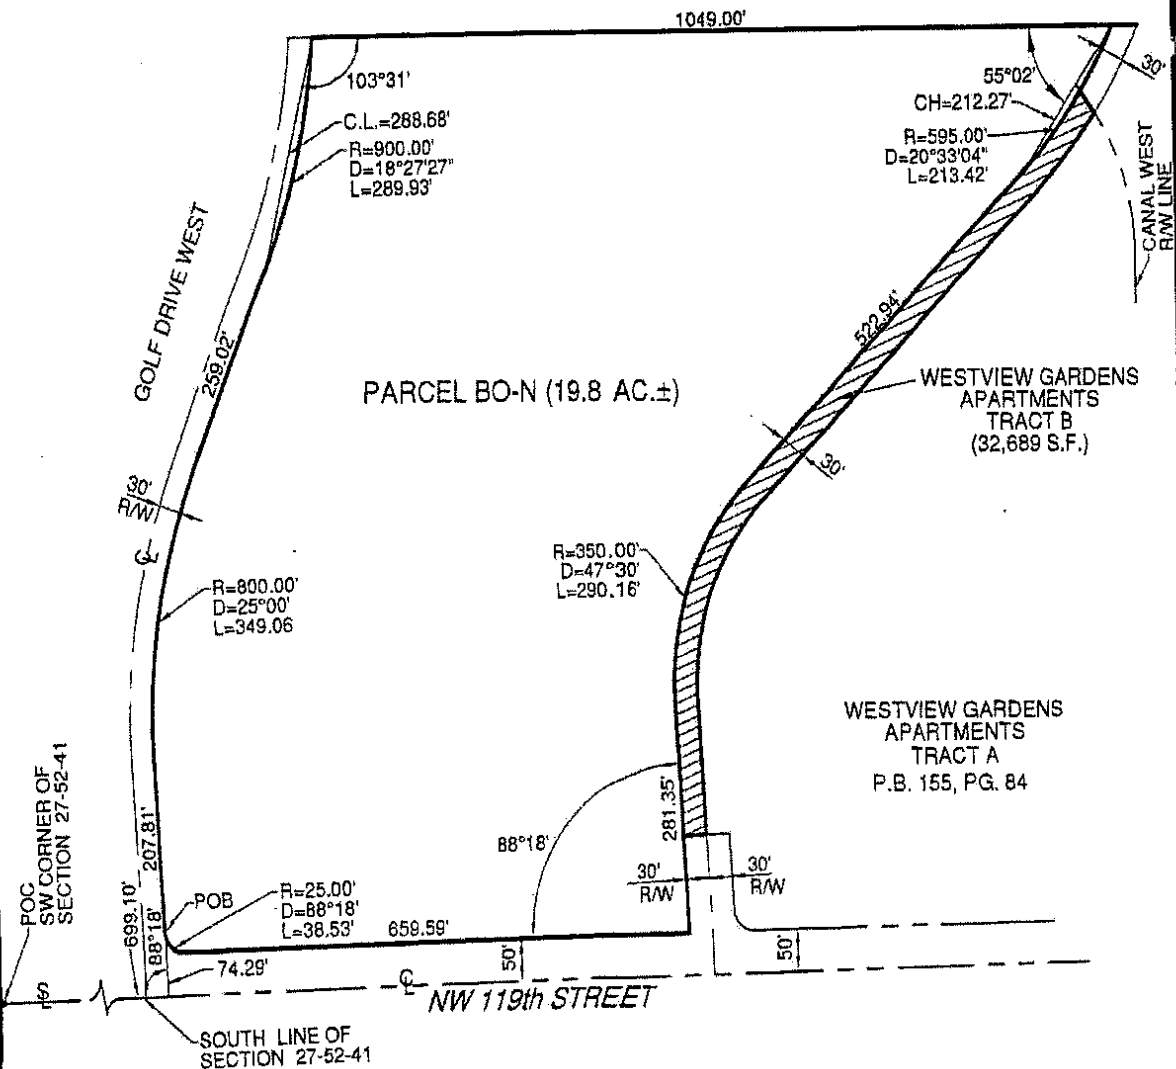 1049.00'
103°31'
C.L.=288.68'
R=900.00'
D=18°27'27"
L=289.93'
55°02'
30'
CH=212.27'
R=595.00'
D=20°33'04"
L=213.42'
CANAL WEST
R/W LINE
GOLF DRIVE WEST
259.02'
522.94'
PARCEL BO-N (19.8 AC.±)
WESTVIEW GARDENS
APARTMENTS
TRACT B
(32,689 S.F.)
30'
30'
R/W
CL
R=800.00'
D=25°00'
L=349.06
R=350.00'
D=47°30'
L=290.16'
WESTVIEW GARDENS
APARTMENTS
TRACT A
P.B. 155, PG. 84
POC
SW CORNER OF
SECTION 27-52-41
207.81'
281.35'
88°18'
30'
R/W
30'
R/W
699.10'
88°18'
POB
R=25.00'
D=88°18'
L=38.53'
659.59'
74.29'
50'
50'
CL
NW 119th STREET
SOUTH LINE OF
SECTION 27-52-41